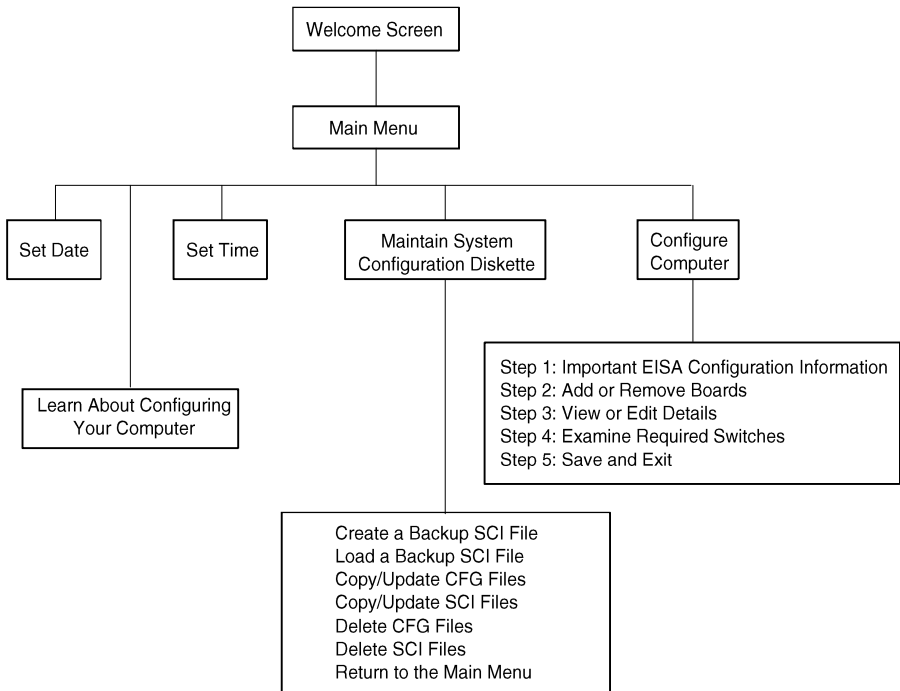 Welcome Screen
Main Menu
Set Date
Set Time
Maintain System
Configuration Diskette
Configure
Computer
Learn About Configuring
Your Computer
Step 1: Important EISA Configuration Information
Step 2: Add or Remove Boards
Step 3: View or Edit Details
Step 4: Examine Required Switches
Step 5: Save and Exit
Create a Backup SCI File
Load a Backup SCI File
Copy/Update CFG Files
Copy/Update SCI Files
Delete CFG Files
Delete SCI Files
Return to the Main Menu